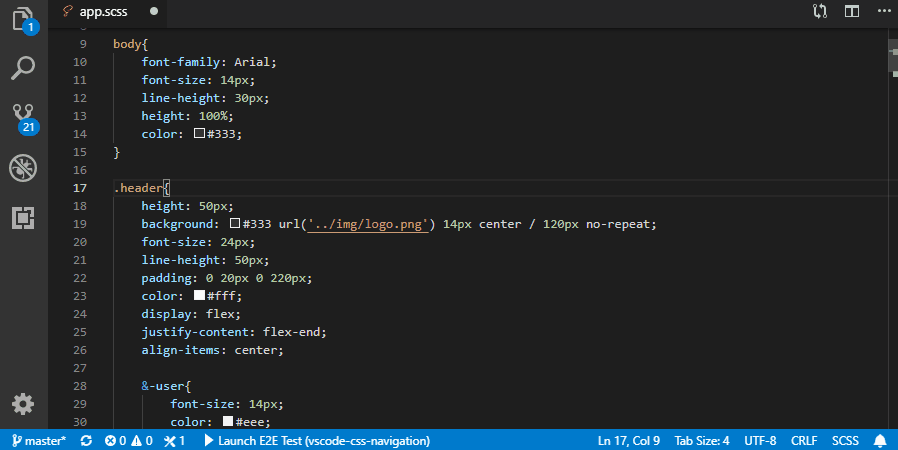 app.scss
1
21
8
9 body{
10 font-family: Arial;
11 font-size: 14px;
12 line-height: 30px;
13 height: 100%;
14 color: #333;
15 }
16
17 .header{
18 height: 50px;
19 background: #333 url('../img/logo.png') 14px center / 120px no-repeat;
20 font-size: 24px;
21 line-height: 50px;
22 padding: 0 20px 0 220px;
23 color: #fff;
24 display: flex;
25 justify-content: flex-end;
26 align-items: center;
27
28 &-user{
29 font-size: 14px;
30 color: #eee;
master* 0 0 1 Launch E2E Test (vscode-css-navigation) Ln 17, Col 9 Tab Size: 4 UTF-8 CRLF SCSS